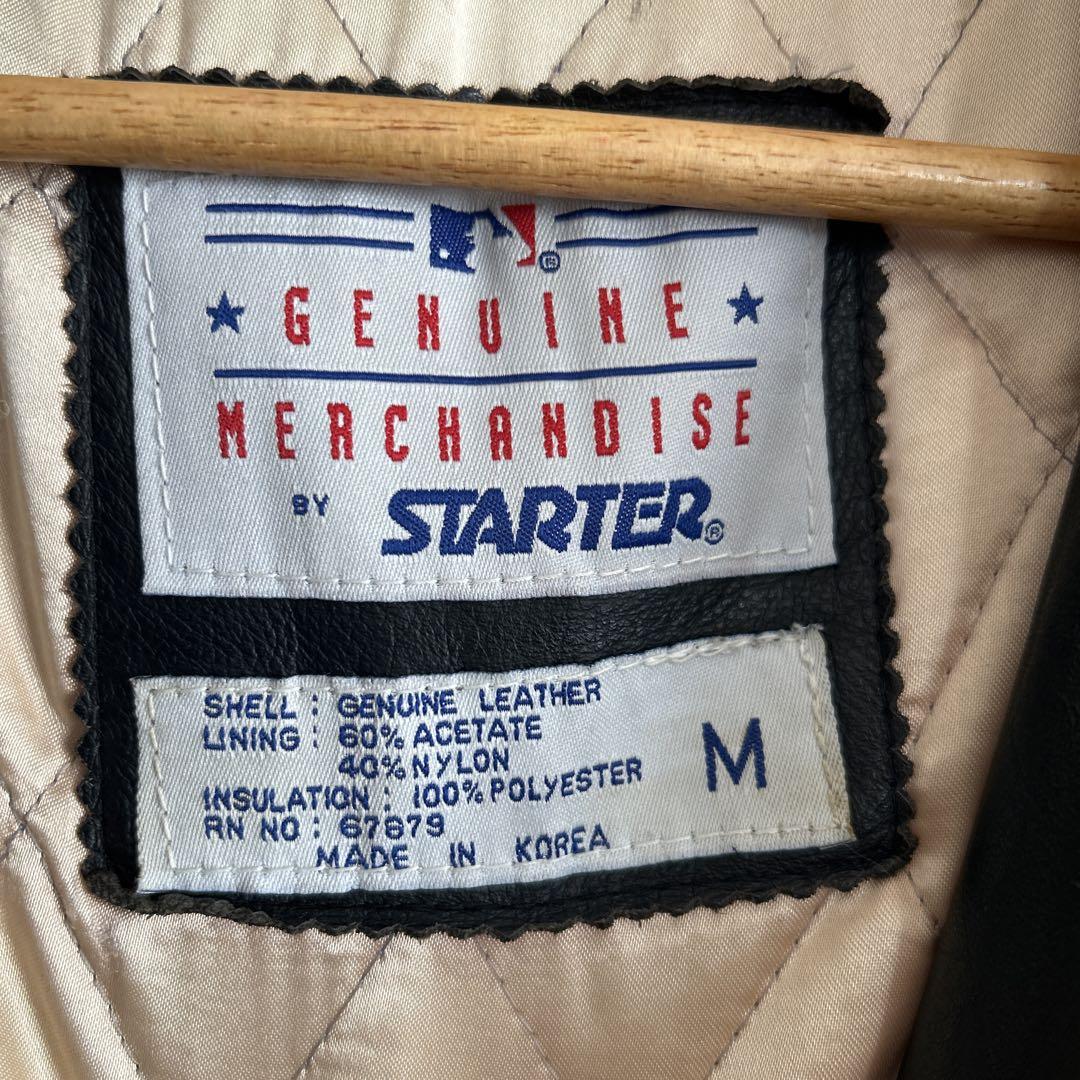 ®
★ GENUINE ★
MERCHANDISE
BY STARTER®
SHELL : GENUINE LEATHER
LINING : 60% ACETATE
40% NYLON
INSULATION : 100% POLYESTER
RN NO : 67879
MADE IN KOREA
M